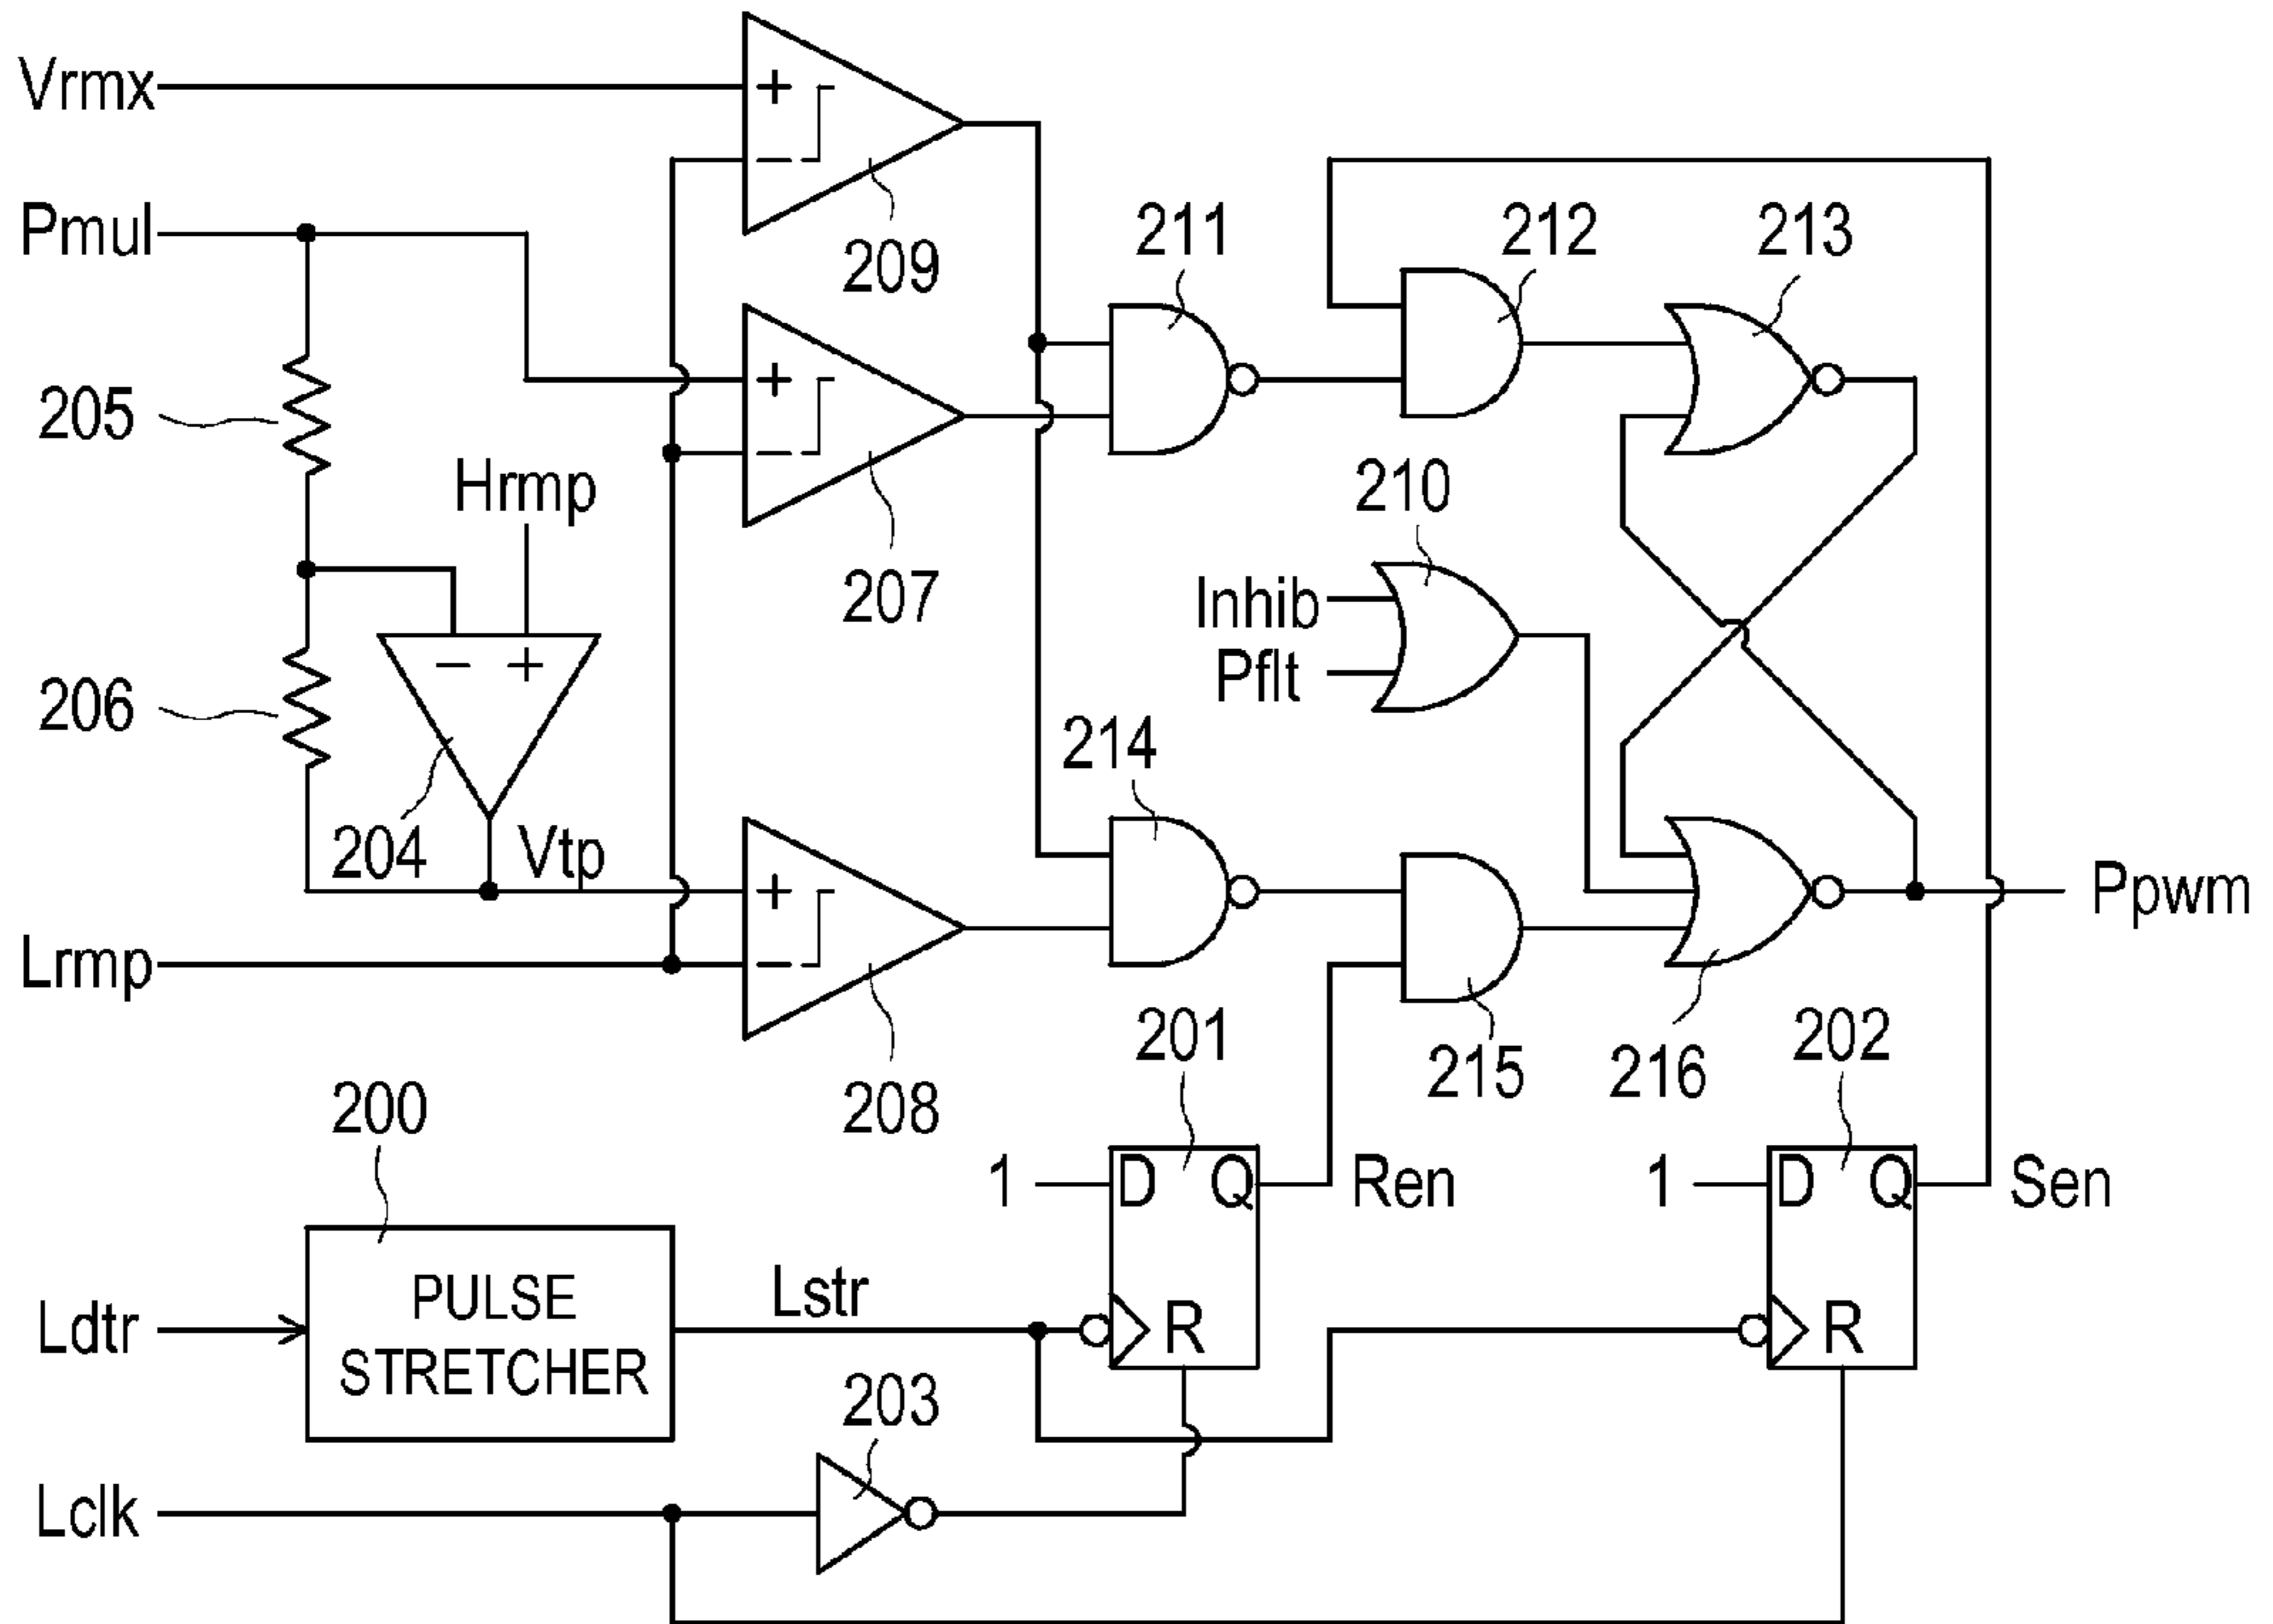 Vrmx
+
−
209
Pmul
211
212
213
205
+
−
207
Hrmp
210
− +
Inhib
Pflt
206
204
Vtp
214
+
−
208
Ppwm
Lrmp
201
215
216
202
200
1
D Q
Ren
1
D Q
Sen
Ldtr
PULSE
STRETCHER
Lstr
R
R
203
Lclk